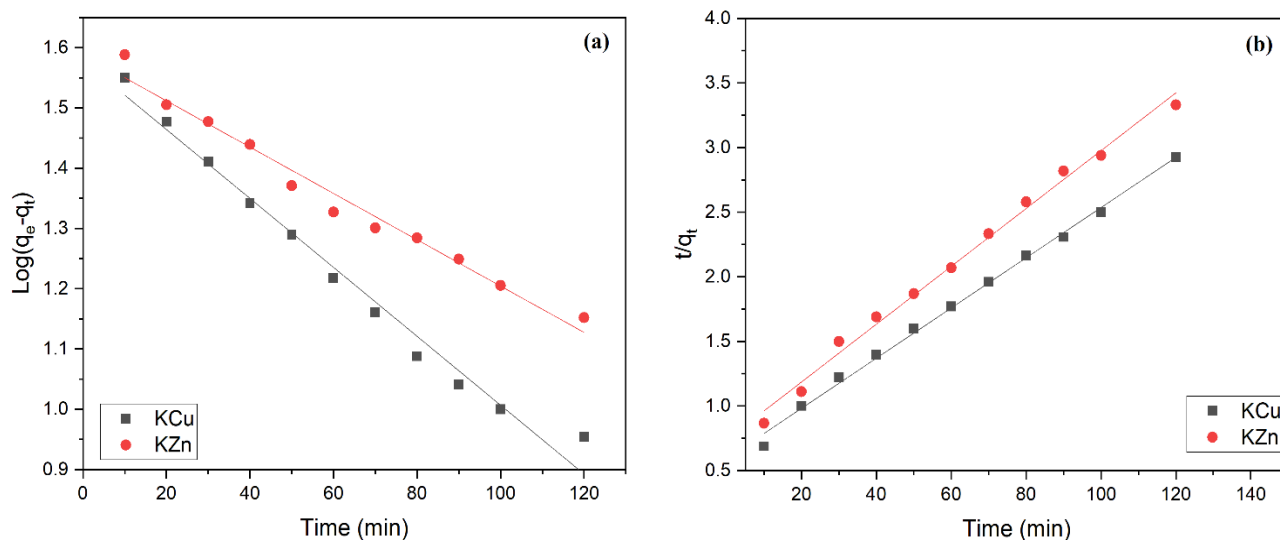 (a)
Log(qₑ-qₜ)
1.6
1.5
1.4
1.3
1.2
1.1
1.0
0.9
KCu
KZn
0 20 40 60 80 100 120
Time (min)
(b)
t/qₜ
4.0
3.5
3.0
2.5
2.0
1.5
1.0
0.5
KCu
KZn
20 40 60 80 100 120 140
Time (min)